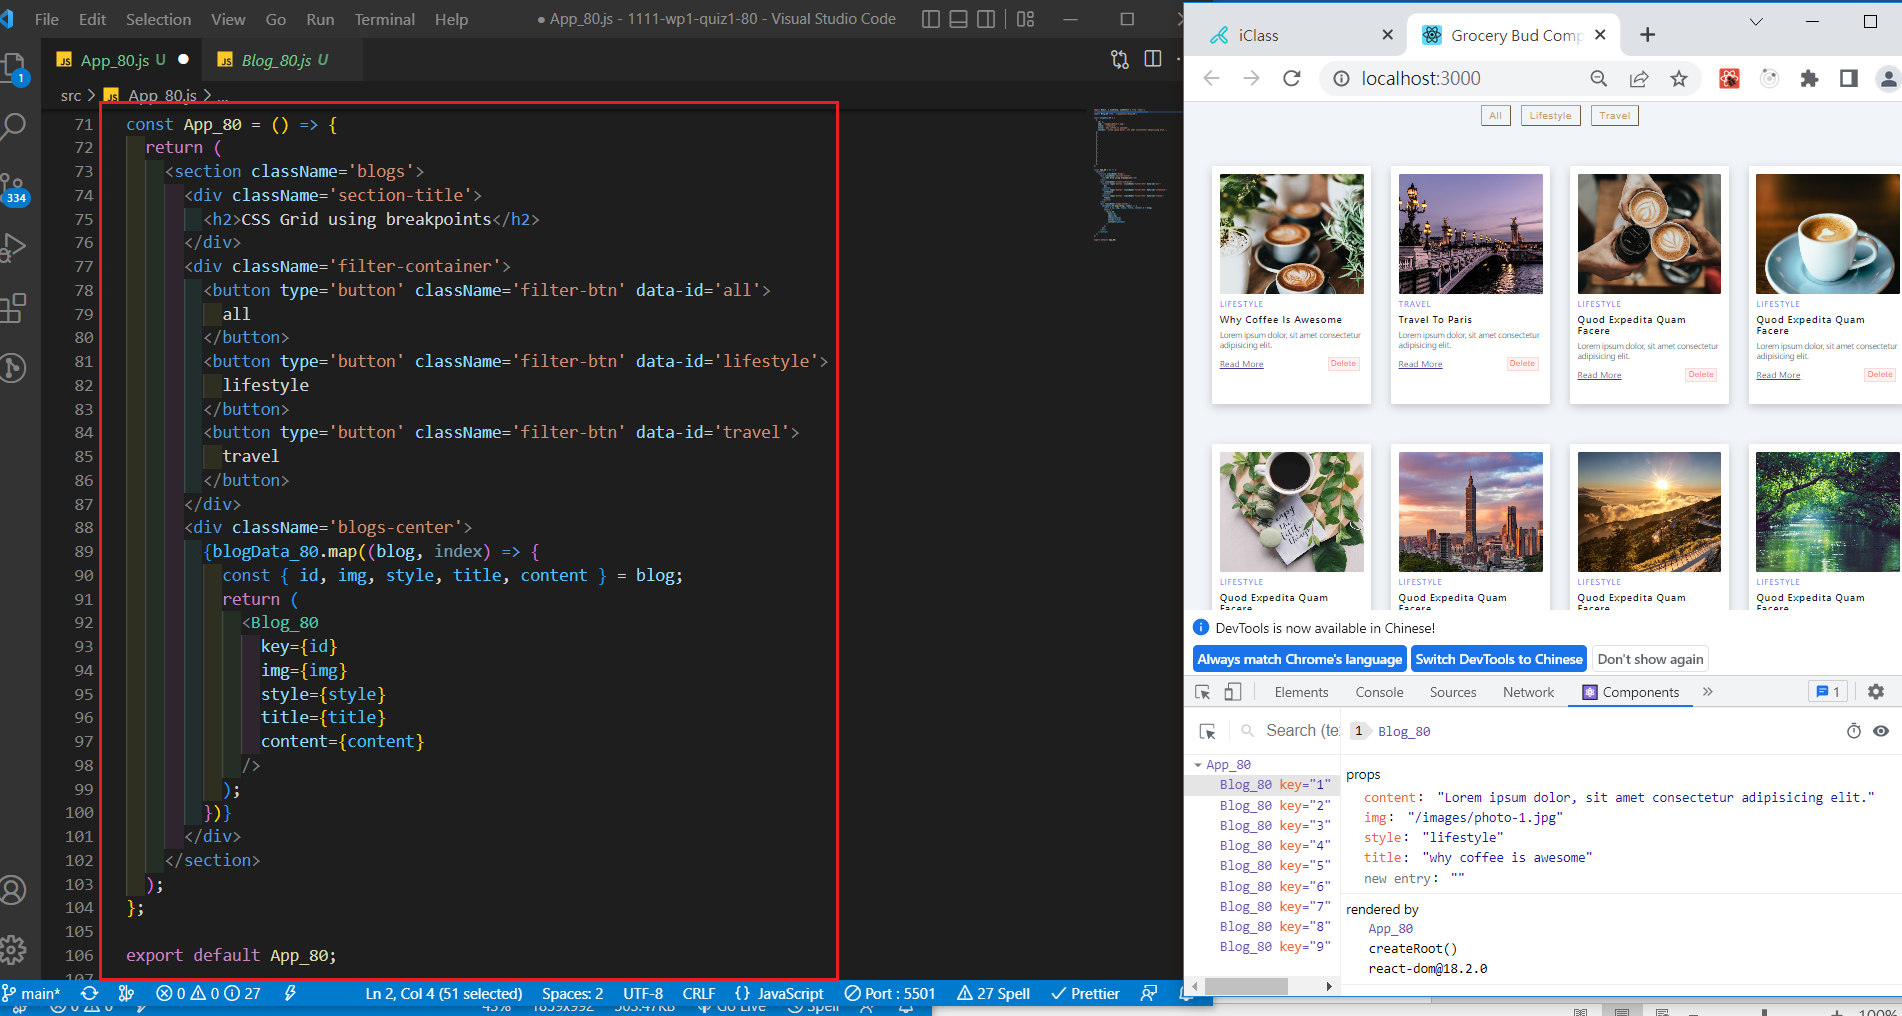 File Edit Selection View Go Run Terminal Help
● App_80.js - 1111-wp1-quiz1-80 - Visual Studio Code
JS App_80.js U ●
JS Blog_80.js U
src > JS App_80.js > ...
1
334
71 const App_80 = () => {
72 return (
73 <section className='blogs'>
74 <div className='section-title'>
75 <h2>CSS Grid using breakpoints</h2>
76 </div>
77 <div className='filter-container'>
78 <button type='button' className='filter-btn' data-id='all'>
79 all
80 </button>
81 <button type='button' className='filter-btn' data-id='lifestyle'>
82 lifestyle
83 </button>
84 <button type='button' className='filter-btn' data-id='travel'>
85 travel
86 </button>
87 </div>
88 <div className='blogs-center'>
89 {blogData_80.map((blog, index) => {
90 const { id, img, style, title, content } = blog;
91 return (
92 <Blog_80
93 key={id}
94 img={img}
95 style={style}
96 title={title}
97 content={content}
98 />
99 );
100 })}
101 </div>
102 </section>
103 );
104 };
105
106 export default App_80;
107
main* 0 0 27 Ln 2, Col 4 (51 selected) Spaces: 2 UTF-8 CRLF {} JavaScript Port : 5501 27 Spell Prettier
43% 1859x992 503.47KB Go Live Spell
iClass
Grocery Bud Comp
localhost:3000
All Lifestyle Travel
LIFESTYLE
Why Coffee Is Awesome
Lorem ipsum dolor, sit amet consectetur
adipisicing elit.
Read More Delete
TRAVEL
Travel To Paris
Lorem ipsum dolor, sit amet consectetur
adipisicing elit.
Read More Delete
LIFESTYLE
Quod Expedita Quam
Facere
Lorem ipsum dolor, sit amet consectetur
adipisicing elit.
Read More Delete
LIFESTYLE
Quod Expedita Quam
Facere
Lorem ipsum dolor, sit amet consectetur
adipisicing elit.
Read More Delete
LIFESTYLE
Quod Expedita Quam
Facere
LIFESTYLE
Quod Expedita Quam
Facere
LIFESTYLE
Quod Expedita Quam
Facere
LIFESTYLE
Quod Expedita Quam
Facere
DevTools is now available in Chinese!
Always match Chrome's language Switch DevTools to Chinese Don't show again
Elements Console Sources Network Components » 1
Search (te
1 Blog_80
App_80
Blog_80 key="1"
Blog_80 key="2"
Blog_80 key="3"
Blog_80 key="4"
Blog_80 key="5"
Blog_80 key="6"
Blog_80 key="7"
Blog_80 key="8"
Blog_80 key="9"
props
content: "Lorem ipsum dolor, sit amet consectetur adipisicing elit."
img: "/images/photo-1.jpg"
style: "lifestyle"
title: "why coffee is awesome"
new entry: ""
rendered by
App_80
createRoot()
react-dom@18.2.0
100%